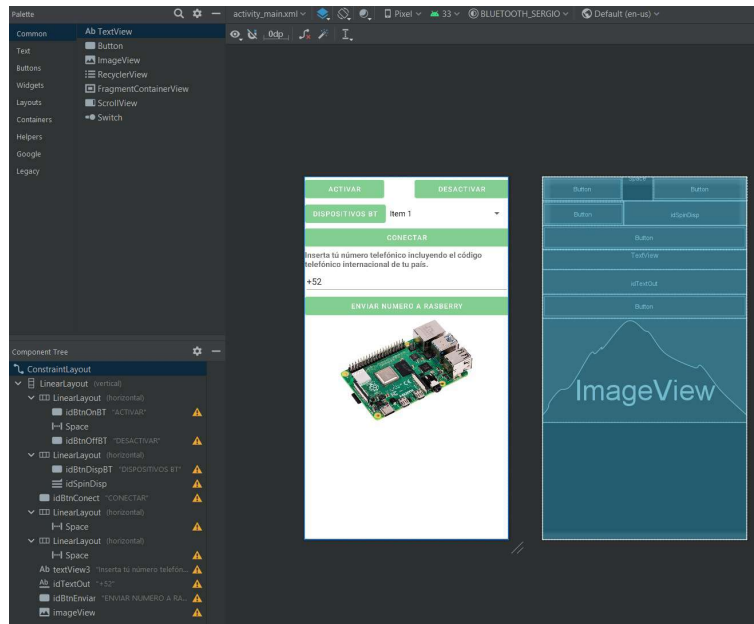 Palette
activity_main.xml
Pixel
33
BLUETOOTH_SERGIO
Default (en-us)
Common
Text
Buttons
Widgets
Layouts
Containers
Helpers
Google
Legacy
Ab TextView
Button
ImageView
RecyclerView
FragmentContainerView
ScrollView
Switch
0dp
ACTIVAR
DESACTIVAR
DISPOSITIVOS BT
Item 1
CONECTAR
Inserta tú número telefónico incluyendo el código
telefónico internacional de tu país.
+52
ENVIAR NUMERO A RASBERRY
Button
Space
Button
Button
idSpinDisp
Button
TextView
idTextOut
Button
ImageView
Component Tree
ConstraintLayout
LinearLayout (vertical)
LinearLayout (horizontal)
idBtnOnBT "ACTIVAR"
Space
idBtnOffBT "DESACTIVAR"
LinearLayout (horizontal)
idBtnDispBT "DISPOSITIVOS BT"
idSpinDisp
idBtnConect "CONECTAR"
LinearLayout (horizontal)
Space
LinearLayout (horizontal)
Space
Ab textView3 "Inserta tú número telefón...
Ab idTextOut "+52"
idBtnEnviar "ENVIAR NUMERO A RA...
imageView